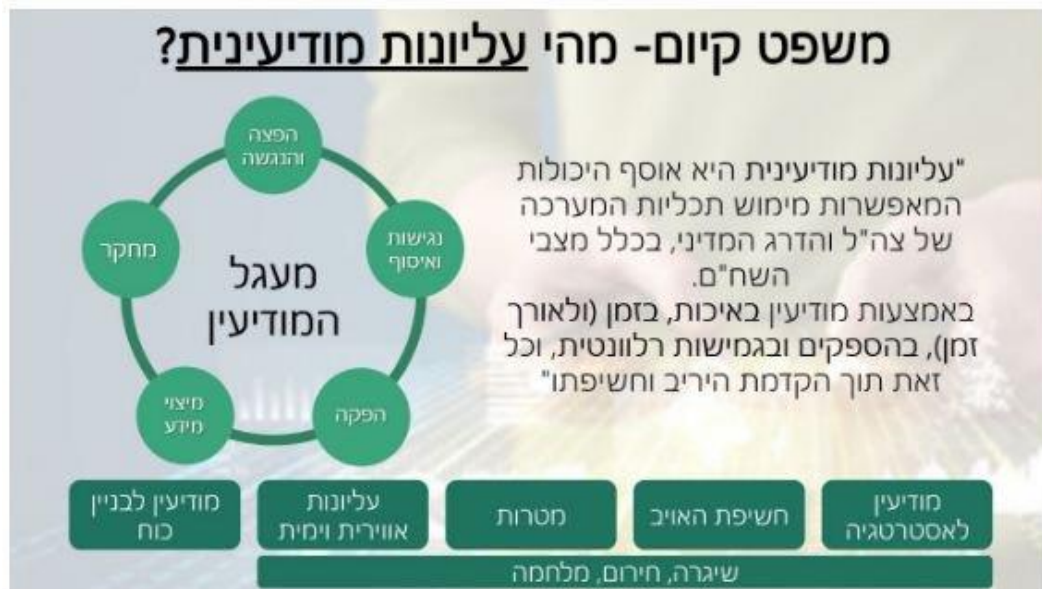 משפט קיום- מהי עליונות מודיעינית?
"עליונות מודיעינית היא אוסף היכולות
המאפשרות מימוש תכליות המערכה
של צה"ל והדרג המדיני, בכלל מצבי
השח"ם.
באמצעות מודיעין באיכות, בזמן (ולאורך
זמן), בהספקים ובגמישות רלוונטית, וכל
זאת תוך הקדמת היריב וחשיפתו"
מעגל
המודיעין
הפצה
והנגשה
נגישות
ואיסוף
הפקה
מיצוי
מידע
מחקר
מודיעין
לאסטרטגיה
חשיפת האויב
מטרות
עליונות
אווירית וימית
מודיעין לבניין
כוח
שיגרה, חירום, מלחמה